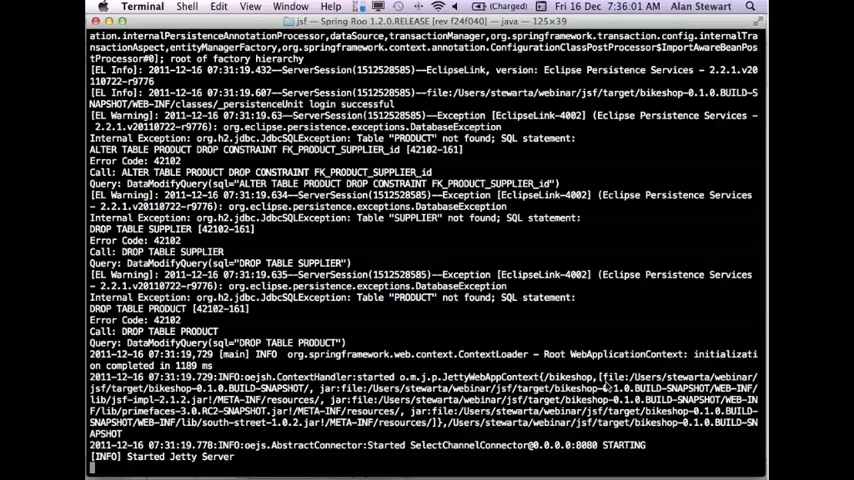 Terminal Shell Edit View Window Help (Charged) Fri 16 Dec 7:36:01 AM Alan Stewart
jsf — Spring Roo 1.2.0.RELEASE [rev f24f040] — java — 125×39
ation.internalPersistenceAnnotationProcessor,dataSource,transactionManager,org.springframework.transaction.config.internalTra
nsactionAspect,entityManagerFactory,org.springframework.context.annotation.ConfigurationClassPostProcessor$ImportAwareBeanPos
tProcessor#0]; root of factory hierarchy
[EL Info]: 2011-12-16 07:31:19.432--ServerSession(1512528585)--EclipseLink, version: Eclipse Persistence Services - 2.2.1.v20
110722-r9776
[EL Info]: 2011-12-16 07:31:19.607--ServerSession(1512528585)--file:/Users/stewarta/webinar/jsf/target/bikeshop-0.1.0.BUILD-S
NAPSHOT/WEB-INF/classes/_persistenceUnit login successful
[EL Warning]: 2011-12-16 07:31:19.63--ServerSession(1512528585)--Exception [EclipseLink-4002] (Eclipse Persistence Services -
 2.2.1.v20110722-r9776): org.eclipse.persistence.exceptions.DatabaseException
Internal Exception: org.h2.jdbc.JdbcSQLException: Table "PRODUCT" not found; SQL statement:
ALTER TABLE PRODUCT DROP CONSTRAINT FK_PRODUCT_SUPPLIER_id [42102-161]
Error Code: 42102
Call: ALTER TABLE PRODUCT DROP CONSTRAINT FK_PRODUCT_SUPPLIER_id
Query: DataModifyQuery(sql="ALTER TABLE PRODUCT DROP CONSTRAINT FK_PRODUCT_SUPPLIER_id")
[EL Warning]: 2011-12-16 07:31:19.634--ServerSession(1512528585)--Exception [EclipseLink-4002] (Eclipse Persistence Services 
- 2.2.1.v20110722-r9776): org.eclipse.persistence.exceptions.DatabaseException
Internal Exception: org.h2.jdbc.JdbcSQLException: Table "SUPPLIER" not found; SQL statement:
DROP TABLE SUPPLIER [42102-161]
Error Code: 42102
Call: DROP TABLE SUPPLIER
Query: DataModifyQuery(sql="DROP TABLE SUPPLIER")
[EL Warning]: 2011-12-16 07:31:19.635--ServerSession(1512528585)--Exception [EclipseLink-4002] (Eclipse Persistence Services 
- 2.2.1.v20110722-r9776): org.eclipse.persistence.exceptions.DatabaseException
Internal Exception: org.h2.jdbc.JdbcSQLException: Table "PRODUCT" not found; SQL statement:
DROP TABLE PRODUCT [42102-161]
Error Code: 42102
Call: DROP TABLE PRODUCT
Query: DataModifyQuery(sql="DROP TABLE PRODUCT")
2011-12-16 07:31:19,729 [main] INFO  org.springframework.web.context.ContextLoader - Root WebApplicationContext: initializati
on completed in 1189 ms
2011-12-16 07:31:19.729:INFO:oejsh.ContextHandler:started o.m.j.p.JettyWebAppContext{/bikeshop,[file:/Users/stewarta/webinar/
jsf/target/bikeshop-0.1.0.BUILD-SNAPSHOT/, jar:file:/Users/stewarta/webinar/jsf/target/bikeshop-0.1.0.BUILD-SNAPSHOT/WEB-INF/
lib/jsf-impl-2.1.2.jar!/META-INF/resources/, jar:file:/Users/stewarta/webinar/jsf/target/bikeshop-0.1.0.BUILD-SNAPSHOT/WEB-IN
F/lib/primefaces-3.0.RC2-SNAPSHOT.jar!/META-INF/resources/, jar:file:/Users/stewarta/webinar/jsf/target/bikeshop-0.1.0.BUILD-
SNAPSHOT/WEB-INF/lib/south-street-1.0.2.jar!/META-INF/resources/]},/Users/stewarta/webinar/jsf/target/bikeshop-0.1.0.BUILD-SN
APSHOT
2011-12-16 07:31:19.778:INFO:oejs.AbstractConnector:Started SelectChannelConnector@0.0.0.0:8080 STARTING
[INFO] Started Jetty Server